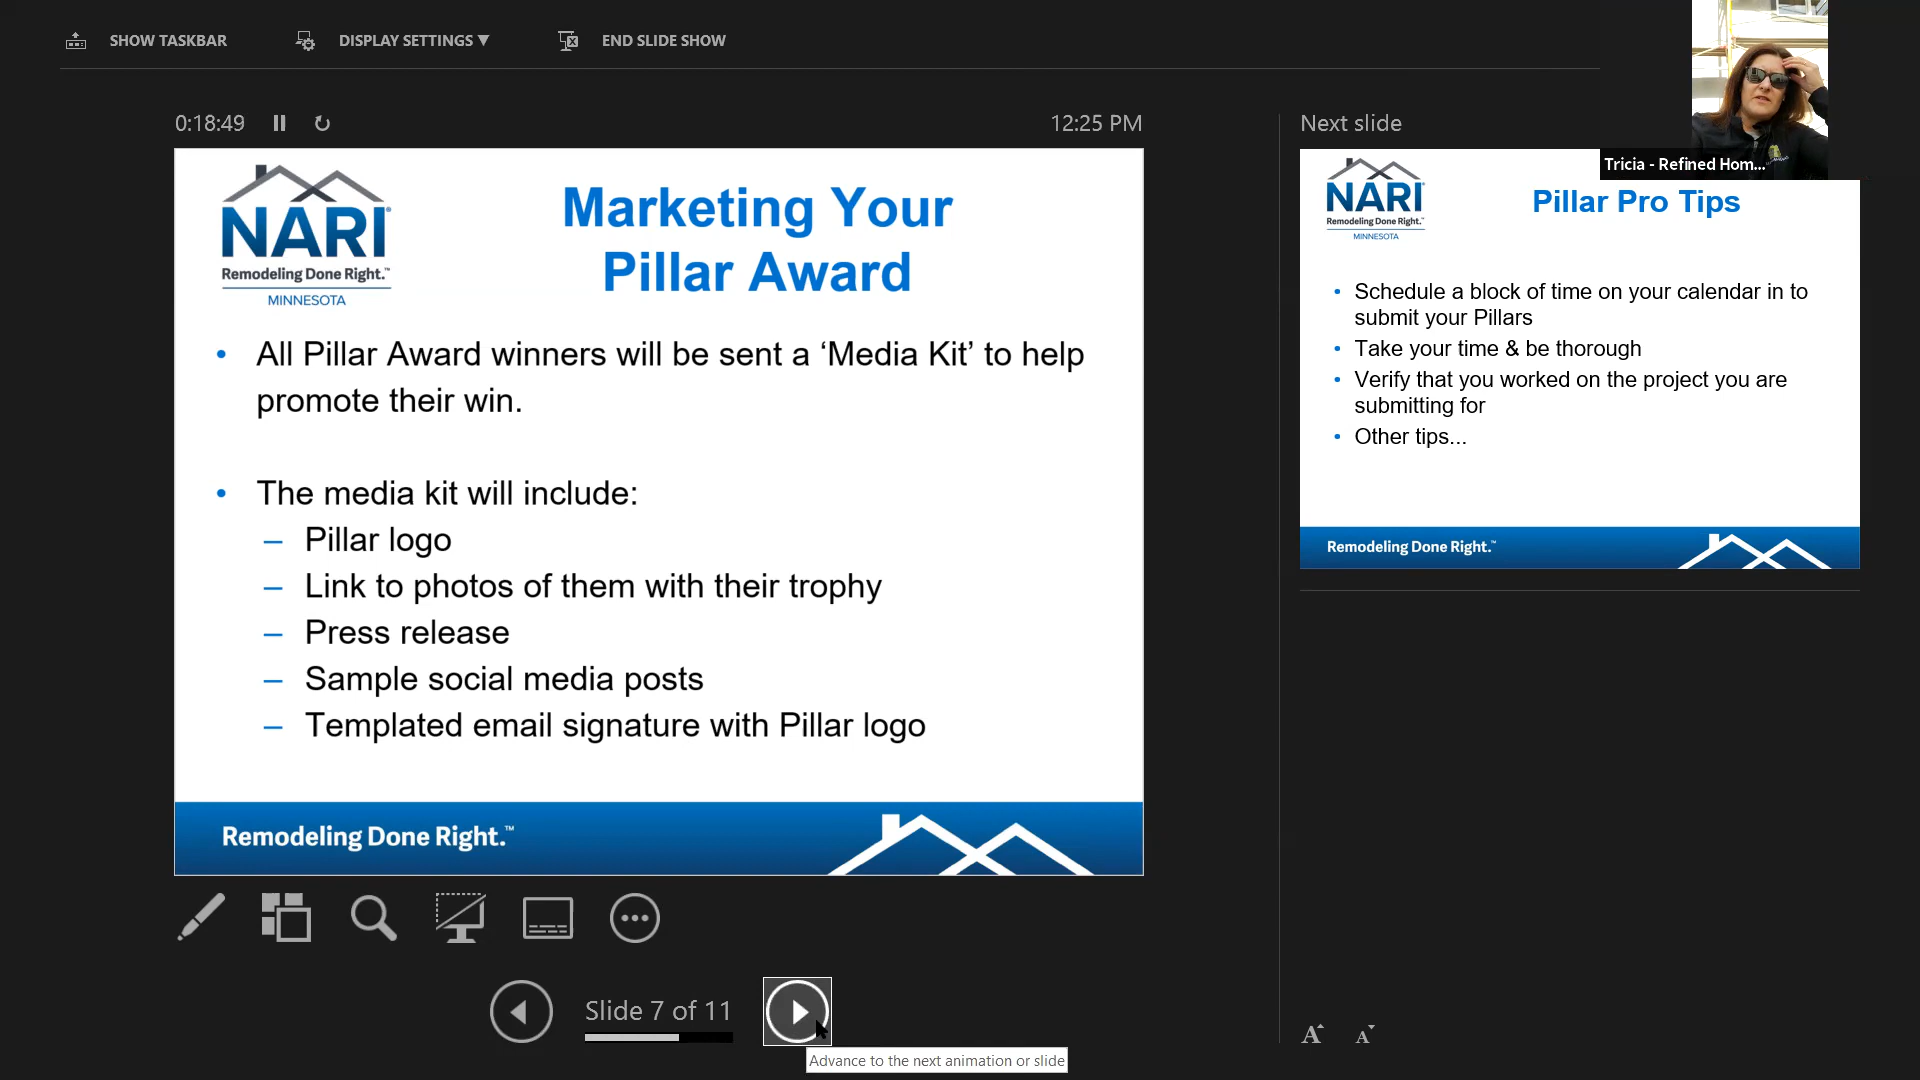 SHOW TASKBAR
DISPLAY SETTINGS ▼
END SLIDE SHOW
0:18:49
12:25 PM
NARI®
Remodeling Done Right.™
MINNESOTA
Marketing Your
Pillar Award
• All Pillar Award winners will be sent a ‘Media Kit’ to help
promote their win.
• The media kit will include:
– Pillar logo
– Link to photos of them with their trophy
– Press release
– Sample social media posts
– Templated email signature with Pillar logo
Remodeling Done Right.™
Slide 7 of 11
Advance to the next animation or slide
Next slide
Tricia - Refined Hom...
NARI
Remodeling Done Right.™
MINNESOTA
Pillar Pro Tips
• Schedule a block of time on your calendar in to
submit your Pillars
• Take your time & be thorough
• Verify that you worked on the project you are
submitting for
• Other tips...
Remodeling Done Right.™
A A